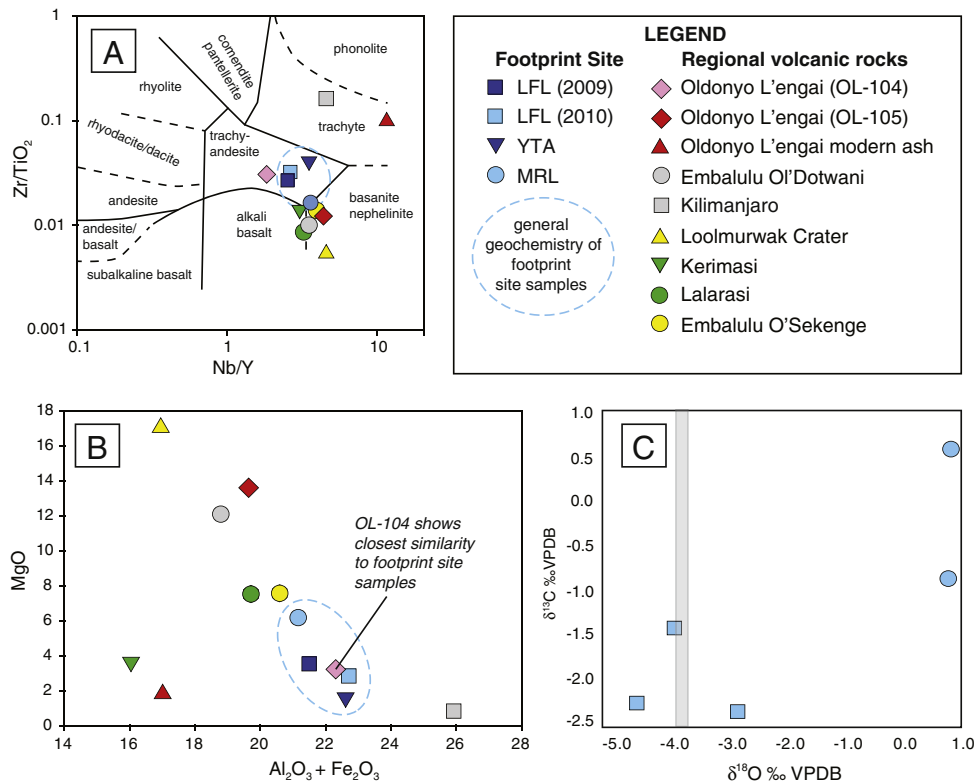 A
1
0.1
0.01
0.001
Zr/TiO2
0.1
1
10
Nb/Y
comendite
pantellerite
phonolite
rhyolite
trachyte
rhyodacite/dacite
trachy-
andesite
andesite
andesite/
basalt
alkali
basalt
basanite
nephelinite
subalkaline basalt
LEGEND
Footprint Site
LFL (2009)
LFL (2010)
YTA
MRL
general
geochemistry of
footprint
site samples
Regional volcanic rocks
Oldonyo L'engai (OL-104)
Oldonyo L'engai (OL-105)
Oldonyo L'engai modern ash
Embalulu Ol'Dotwani
Kilimanjaro
Loolmurwak Crater
Kerimasi
Lalarasi
Embalulu O'Sekenge
B
18
16
14
12
10
8
6
4
2
0
MgO
14
16
18
20
22
24
26
28
Al2O3 + Fe2O3
OL-104 shows
closest similarity
to footprint site
samples
C
1.0
0.5
0.0
-0.5
-1.0
-1.5
-2.0
-2.5
δ13C ‰VPDB
-5.0
-4.0
-3.0
-2.0
-1.0
0.0
1.0
δ18O ‰ VPDB